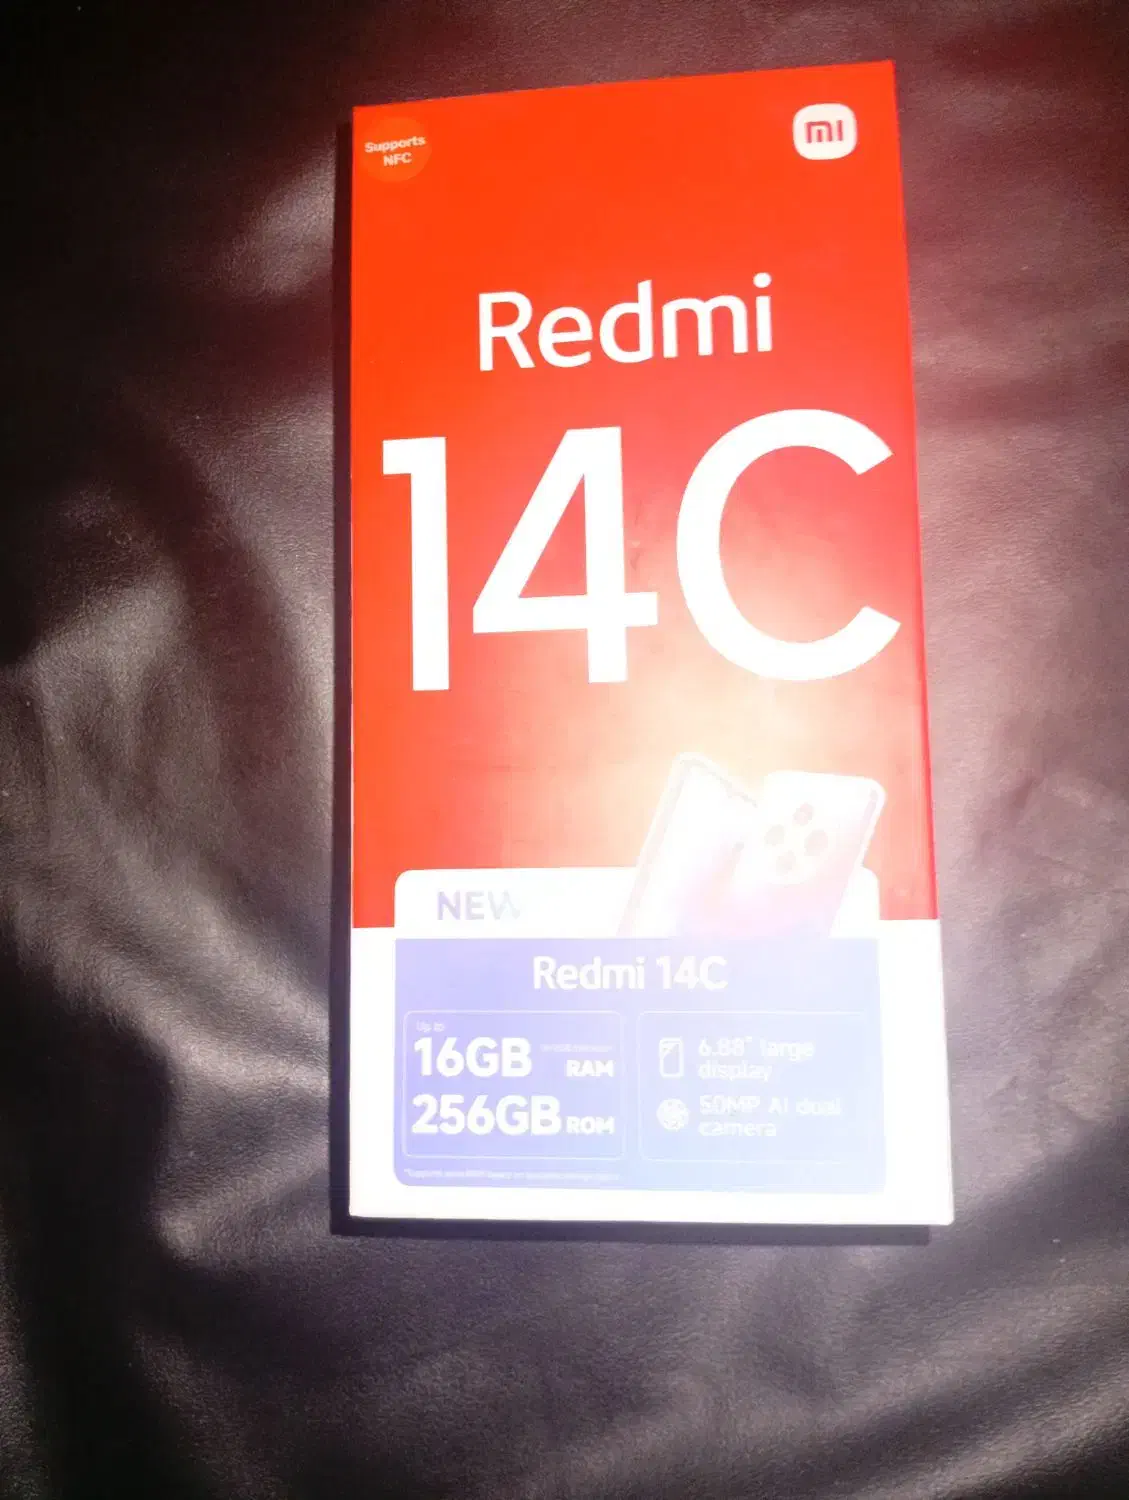 Supports
NFC
mi
Redmi
14C
NEW
Redmi 14C
Up to
16GB RAM
256GB ROM
6.88" large
display
50MP AI dual
camera